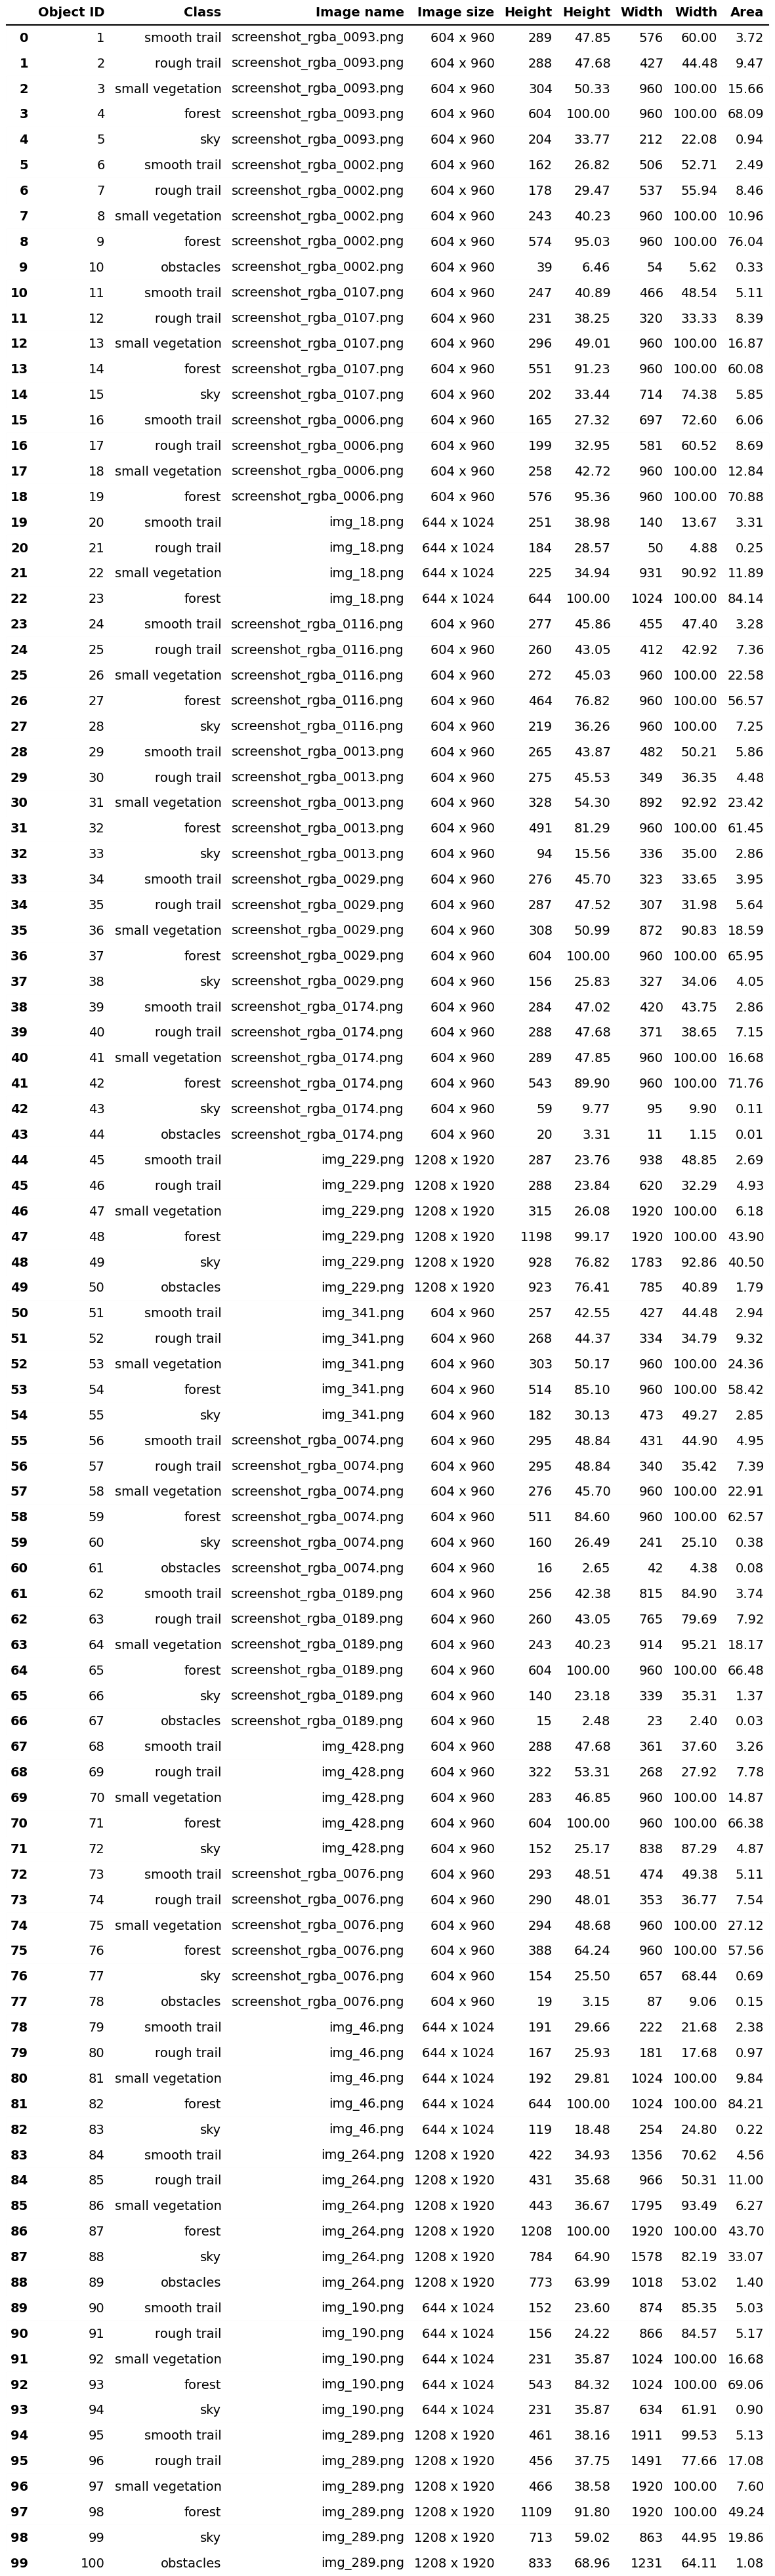 Object ID Class Image name Image size Height Height Width Width Area
0 1 smooth trail screenshot_rgba_0093.png 604 x 960 289 47.85 576 60.00 3.72
1 2 rough trail screenshot_rgba_0093.png 604 x 960 288 47.68 427 44.48 9.47
2 3 small vegetation screenshot_rgba_0093.png 604 x 960 304 50.33 960 100.00 15.66
3 4 forest screenshot_rgba_0093.png 604 x 960 604 100.00 960 100.00 68.09
4 5 sky screenshot_rgba_0093.png 604 x 960 204 33.77 212 22.08 0.94
5 6 smooth trail screenshot_rgba_0002.png 604 x 960 162 26.82 506 52.71 2.49
6 7 rough trail screenshot_rgba_0002.png 604 x 960 178 29.47 537 55.94 8.46
7 8 small vegetation screenshot_rgba_0002.png 604 x 960 243 40.23 960 100.00 10.96
8 9 forest screenshot_rgba_0002.png 604 x 960 574 95.03 960 100.00 76.04
9 10 obstacles screenshot_rgba_0002.png 604 x 960 39 6.46 54 5.62 0.33
10 11 smooth trail screenshot_rgba_0107.png 604 x 960 247 40.89 466 48.54 5.11
11 12 rough trail screenshot_rgba_0107.png 604 x 960 231 38.25 320 33.33 8.39
12 13 small vegetation screenshot_rgba_0107.png 604 x 960 296 49.01 960 100.00 16.87
13 14 forest screenshot_rgba_0107.png 604 x 960 551 91.23 960 100.00 60.08
14 15 sky screenshot_rgba_0107.png 604 x 960 202 33.44 714 74.38 5.85
15 16 smooth trail screenshot_rgba_0006.png 604 x 960 165 27.32 697 72.60 6.06
16 17 rough trail screenshot_rgba_0006.png 604 x 960 199 32.95 581 60.52 8.69
17 18 small vegetation screenshot_rgba_0006.png 604 x 960 258 42.72 960 100.00 12.84
18 19 forest screenshot_rgba_0006.png 604 x 960 576 95.36 960 100.00 70.88
19 20 smooth trail img_18.png 644 x 1024 251 38.98 140 13.67 3.31
20 21 rough trail img_18.png 644 x 1024 184 28.57 50 4.88 0.25
21 22 small vegetation img_18.png 644 x 1024 225 34.94 931 90.92 11.89
22 23 forest img_18.png 644 x 1024 644 100.00 1024 100.00 84.14
23 24 smooth trail screenshot_rgba_0116.png 604 x 960 277 45.86 455 47.40 3.28
24 25 rough trail screenshot_rgba_0116.png 604 x 960 260 43.05 412 42.92 7.36
25 26 small vegetation screenshot_rgba_0116.png 604 x 960 272 45.03 960 100.00 22.58
26 27 forest screenshot_rgba_0116.png 604 x 960 464 76.82 960 100.00 56.57
27 28 sky screenshot_rgba_0116.png 604 x 960 219 36.26 960 100.00 7.25
28 29 smooth trail screenshot_rgba_0013.png 604 x 960 265 43.87 482 50.21 5.86
29 30 rough trail screenshot_rgba_0013.png 604 x 960 275 45.53 349 36.35 4.48
30 31 small vegetation screenshot_rgba_0013.png 604 x 960 328 54.30 892 92.92 23.42
31 32 forest screenshot_rgba_0013.png 604 x 960 491 81.29 960 100.00 61.45
32 33 sky screenshot_rgba_0013.png 604 x 960 94 15.56 336 35.00 2.86
33 34 smooth trail screenshot_rgba_0029.png 604 x 960 276 45.70 323 33.65 3.95
34 35 rough trail screenshot_rgba_0029.png 604 x 960 287 47.52 307 31.98 5.64
35 36 small vegetation screenshot_rgba_0029.png 604 x 960 308 50.99 872 90.83 18.59
36 37 forest screenshot_rgba_0029.png 604 x 960 604 100.00 960 100.00 65.95
37 38 sky screenshot_rgba_0029.png 604 x 960 156 25.83 327 34.06 4.05
38 39 smooth trail screenshot_rgba_0174.png 604 x 960 284 47.02 420 43.75 2.86
39 40 rough trail screenshot_rgba_0174.png 604 x 960 288 47.68 371 38.65 7.15
40 41 small vegetation screenshot_rgba_0174.png 604 x 960 289 47.85 960 100.00 16.68
41 42 forest screenshot_rgba_0174.png 604 x 960 543 89.90 960 100.00 71.76
42 43 sky screenshot_rgba_0174.png 604 x 960 59 9.77 95 9.90 0.11
43 44 obstacles screenshot_rgba_0174.png 604 x 960 20 3.31 11 1.15 0.01
44 45 smooth trail img_229.png 1208 x 1920 287 23.76 938 48.85 2.69
45 46 rough trail img_229.png 1208 x 1920 288 23.84 620 32.29 4.93
46 47 small vegetation img_229.png 1208 x 1920 315 26.08 1920 100.00 6.18
47 48 forest img_229.png 1208 x 1920 1198 99.17 1920 100.00 43.90
48 49 sky img_229.png 1208 x 1920 928 76.82 1783 92.86 40.50
49 50 obstacles img_229.png 1208 x 1920 923 76.41 785 40.89 1.79
50 51 smooth trail img_341.png 604 x 960 257 42.55 427 44.48 2.94
51 52 rough trail img_341.png 604 x 960 268 44.37 334 34.79 9.32
52 53 small vegetation img_341.png 604 x 960 303 50.17 960 100.00 24.36
53 54 forest img_341.png 604 x 960 514 85.10 960 100.00 58.42
54 55 sky img_341.png 604 x 960 182 30.13 473 49.27 2.85
55 56 smooth trail screenshot_rgba_0074.png 604 x 960 295 48.84 431 44.90 4.95
56 57 rough trail screenshot_rgba_0074.png 604 x 960 295 48.84 340 35.42 7.39
57 58 small vegetation screenshot_rgba_0074.png 604 x 960 276 45.70 960 100.00 22.91
58 59 forest screenshot_rgba_0074.png 604 x 960 511 84.60 960 100.00 62.57
59 60 sky screenshot_rgba_0074.png 604 x 960 160 26.49 241 25.10 0.38
60 61 obstacles screenshot_rgba_0074.png 604 x 960 16 2.65 42 4.38 0.08
61 62 smooth trail screenshot_rgba_0189.png 604 x 960 256 42.38 815 84.90 3.74
62 63 rough trail screenshot_rgba_0189.png 604 x 960 260 43.05 765 79.69 7.92
63 64 small vegetation screenshot_rgba_0189.png 604 x 960 243 40.23 914 95.21 18.17
64 65 forest screenshot_rgba_0189.png 604 x 960 604 100.00 960 100.00 66.48
65 66 sky screenshot_rgba_0189.png 604 x 960 140 23.18 339 35.31 1.37
66 67 obstacles screenshot_rgba_0189.png 604 x 960 15 2.48 23 2.40 0.03
67 68 smooth trail img_428.png 604 x 960 288 47.68 361 37.60 3.26
68 69 rough trail img_428.png 604 x 960 322 53.31 268 27.92 7.78
69 70 small vegetation img_428.png 604 x 960 283 46.85 960 100.00 14.87
70 71 forest img_428.png 604 x 960 604 100.00 960 100.00 66.38
71 72 sky img_428.png 604 x 960 152 25.17 838 87.29 4.87
72 73 smooth trail screenshot_rgba_0076.png 604 x 960 293 48.51 474 49.38 5.11
73 74 rough trail screenshot_rgba_0076.png 604 x 960 290 48.01 353 36.77 7.54
74 75 small vegetation screenshot_rgba_0076.png 604 x 960 294 48.68 960 100.00 27.12
75 76 forest screenshot_rgba_0076.png 604 x 960 388 64.24 960 100.00 57.56
76 77 sky screenshot_rgba_0076.png 604 x 960 154 25.50 657 68.44 0.69
77 78 obstacles screenshot_rgba_0076.png 604 x 960 19 3.15 87 9.06 0.15
78 79 smooth trail img_46.png 644 x 1024 191 29.66 222 21.68 2.38
79 80 rough trail img_46.png 644 x 1024 167 25.93 181 17.68 0.97
80 81 small vegetation img_46.png 644 x 1024 192 29.81 1024 100.00 9.84
81 82 forest img_46.png 644 x 1024 644 100.00 1024 100.00 84.21
82 83 sky img_46.png 644 x 1024 119 18.48 254 24.80 0.22
83 84 smooth trail img_264.png 1208 x 1920 422 34.93 1356 70.62 4.56
84 85 rough trail img_264.png 1208 x 1920 431 35.68 966 50.31 11.00
85 86 small vegetation img_264.png 1208 x 1920 443 36.67 1795 93.49 6.27
86 87 forest img_264.png 1208 x 1920 1208 100.00 1920 100.00 43.70
87 88 sky img_264.png 1208 x 1920 784 64.90 1578 82.19 33.07
88 89 obstacles img_264.png 1208 x 1920 773 63.99 1018 53.02 1.40
89 90 smooth trail img_190.png 644 x 1024 152 23.60 874 85.35 5.03
90 91 rough trail img_190.png 644 x 1024 156 24.22 866 84.57 5.17
91 92 small vegetation img_190.png 644 x 1024 231 35.87 1024 100.00 16.68
92 93 forest img_190.png 644 x 1024 543 84.32 1024 100.00 69.06
93 94 sky img_190.png 644 x 1024 231 35.87 634 61.91 0.90
94 95 smooth trail img_289.png 1208 x 1920 461 38.16 1911 99.53 5.13
95 96 rough trail img_289.png 1208 x 1920 456 37.75 1491 77.66 17.08
96 97 small vegetation img_289.png 1208 x 1920 466 38.58 1920 100.00 7.60
97 98 forest img_289.png 1208 x 1920 1109 91.80 1920 100.00 49.24
98 99 sky img_289.png 1208 x 1920 713 59.02 863 44.95 19.86
99 100 obstacles img_289.png 1208 x 1920 833 68.96 1231 64.11 1.08